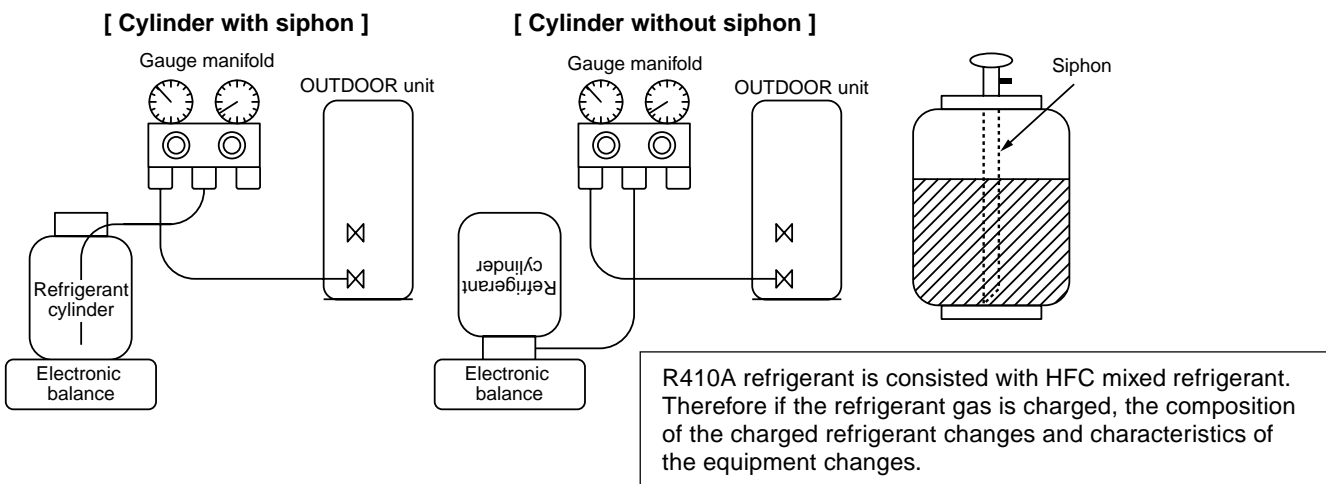 [ Cylinder with siphon ]
Gauge manifold
OUTDOOR unit
Refrigerant
cylinder
Electronic
balance
[ Cylinder without siphon ]
Gauge manifold
OUTDOOR unit
Refrigerant
cylinder
Electronic
balance
Siphon
R410A refrigerant is consisted with HFC mixed refrigerant.
Therefore if the refrigerant gas is charged, the composition
of the charged refrigerant changes and characteristics of
the equipment changes.